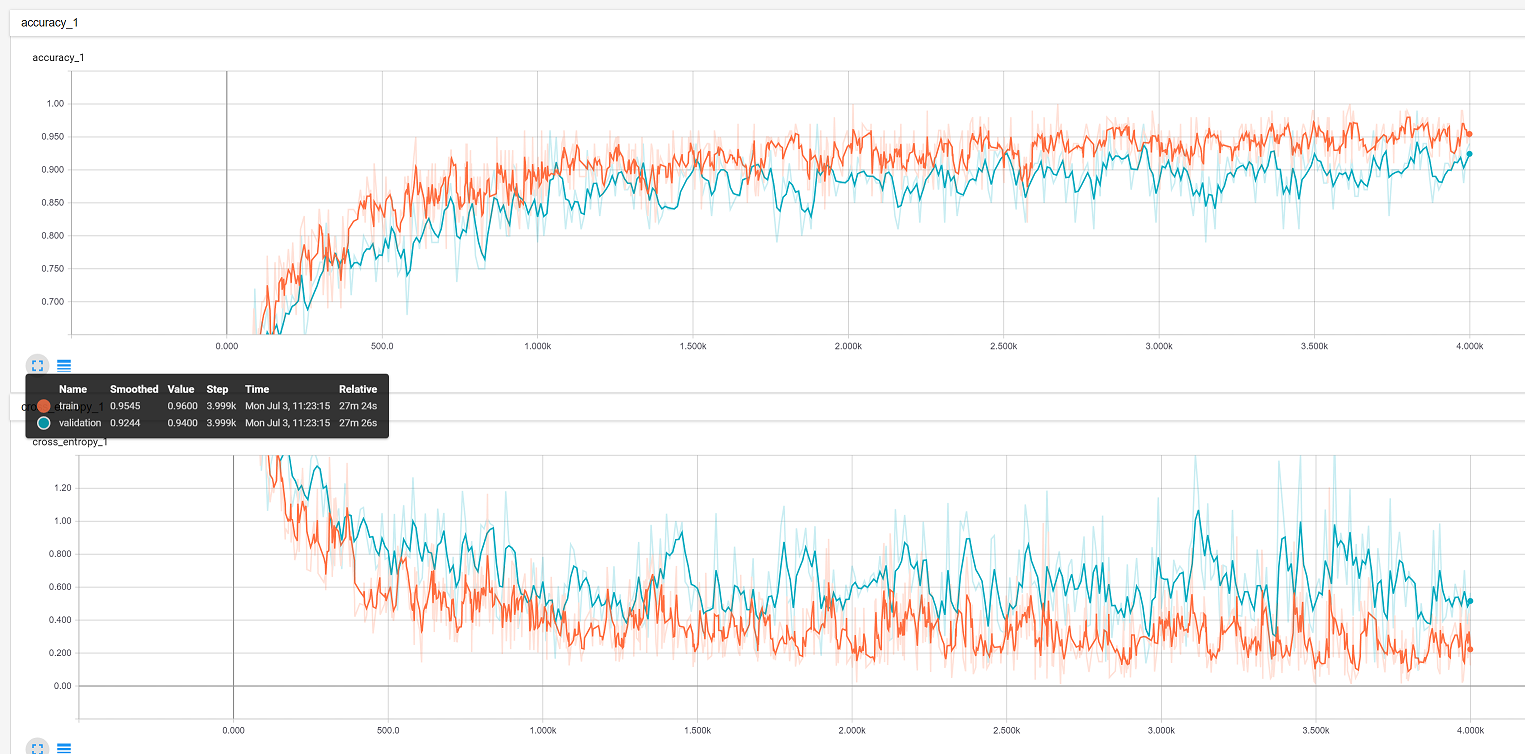 accuracy_1
accuracy_1
1.00
0.950
0.900
0.850
0.800
0.750
0.700
0.000 500.0 1.000k 1.500k 2.000k 2.500k 3.000k 3.500k 4.000k
Name Smoothed Value Step Time Relative
train 0.9545 0.9600 3.999k Mon Jul 3, 11:23:15 27m 24s
validation 0.9244 0.9400 3.999k Mon Jul 3, 11:23:15 27m 26s
cross_entropy_1
cross_entropy_1
1.20
1.00
0.800
0.600
0.400
0.200
0.00
0.000 500.0 1.000k 1.500k 2.000k 2.500k 3.000k 3.500k 4.000k